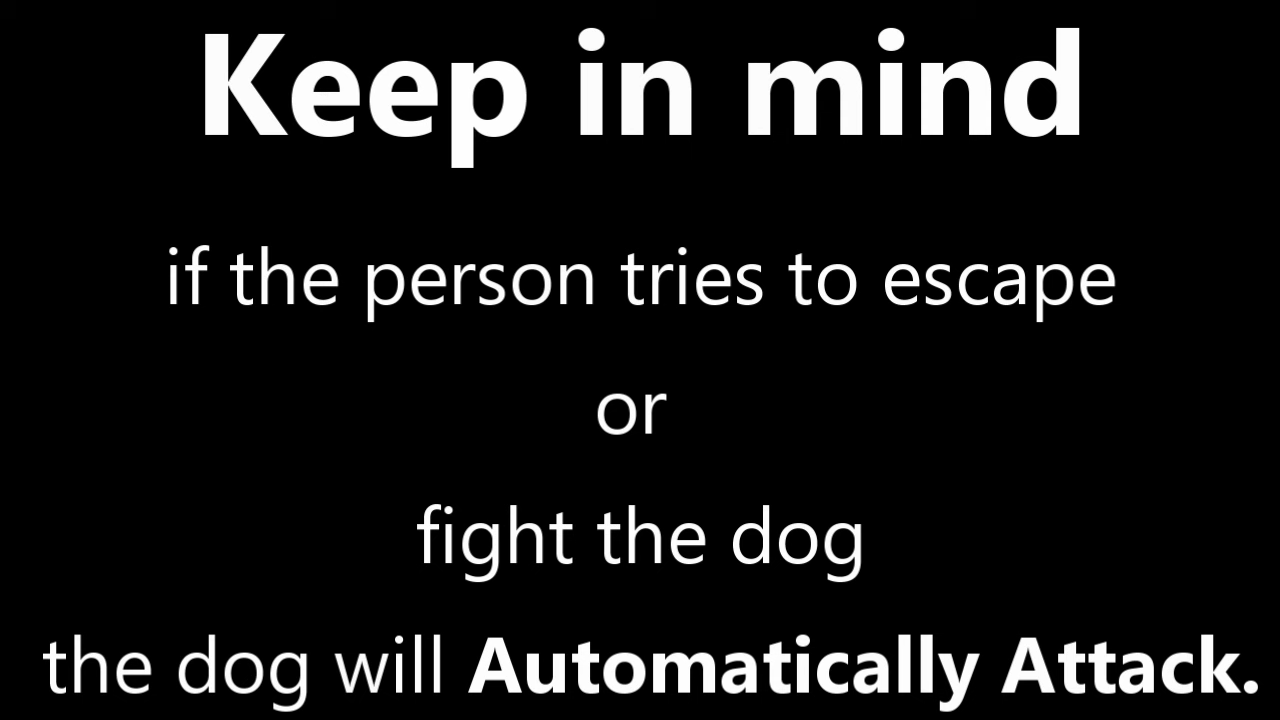 Keep in mind
if the person tries to escape
or
fight the dog
the dog will Automatically Attack.